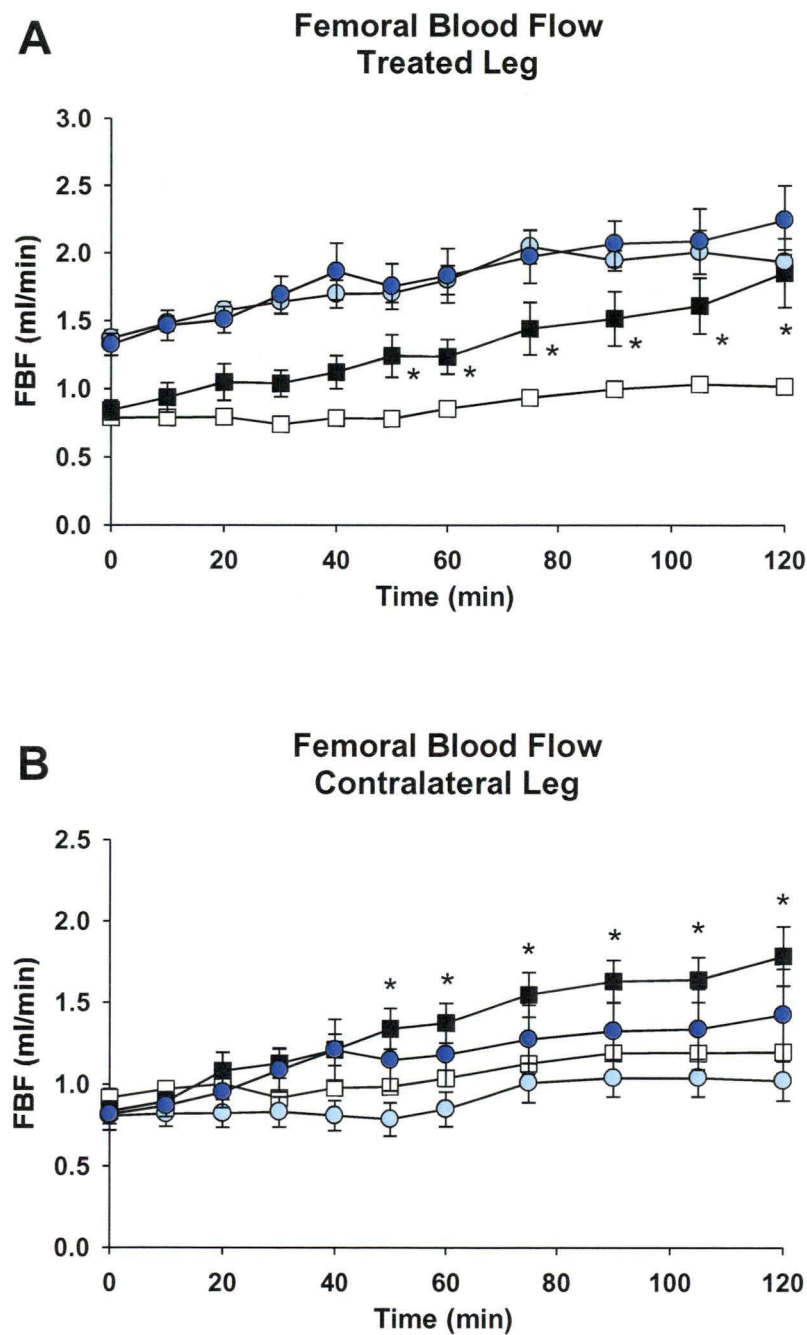 A
Femoral Blood Flow
Treated Leg
FBF (ml/min)
3.0
2.5
2.0
1.5
1.0
0.5
0.0
* * * * * *
0 20 40 60 80 100 120
Time (min)
B
Femoral Blood Flow
Contralateral Leg
FBF (ml/min)
2.5
2.0
1.5
1.0
0.5
0.0
* * * * * *
0 20 40 60 80 100 120
Time (min)